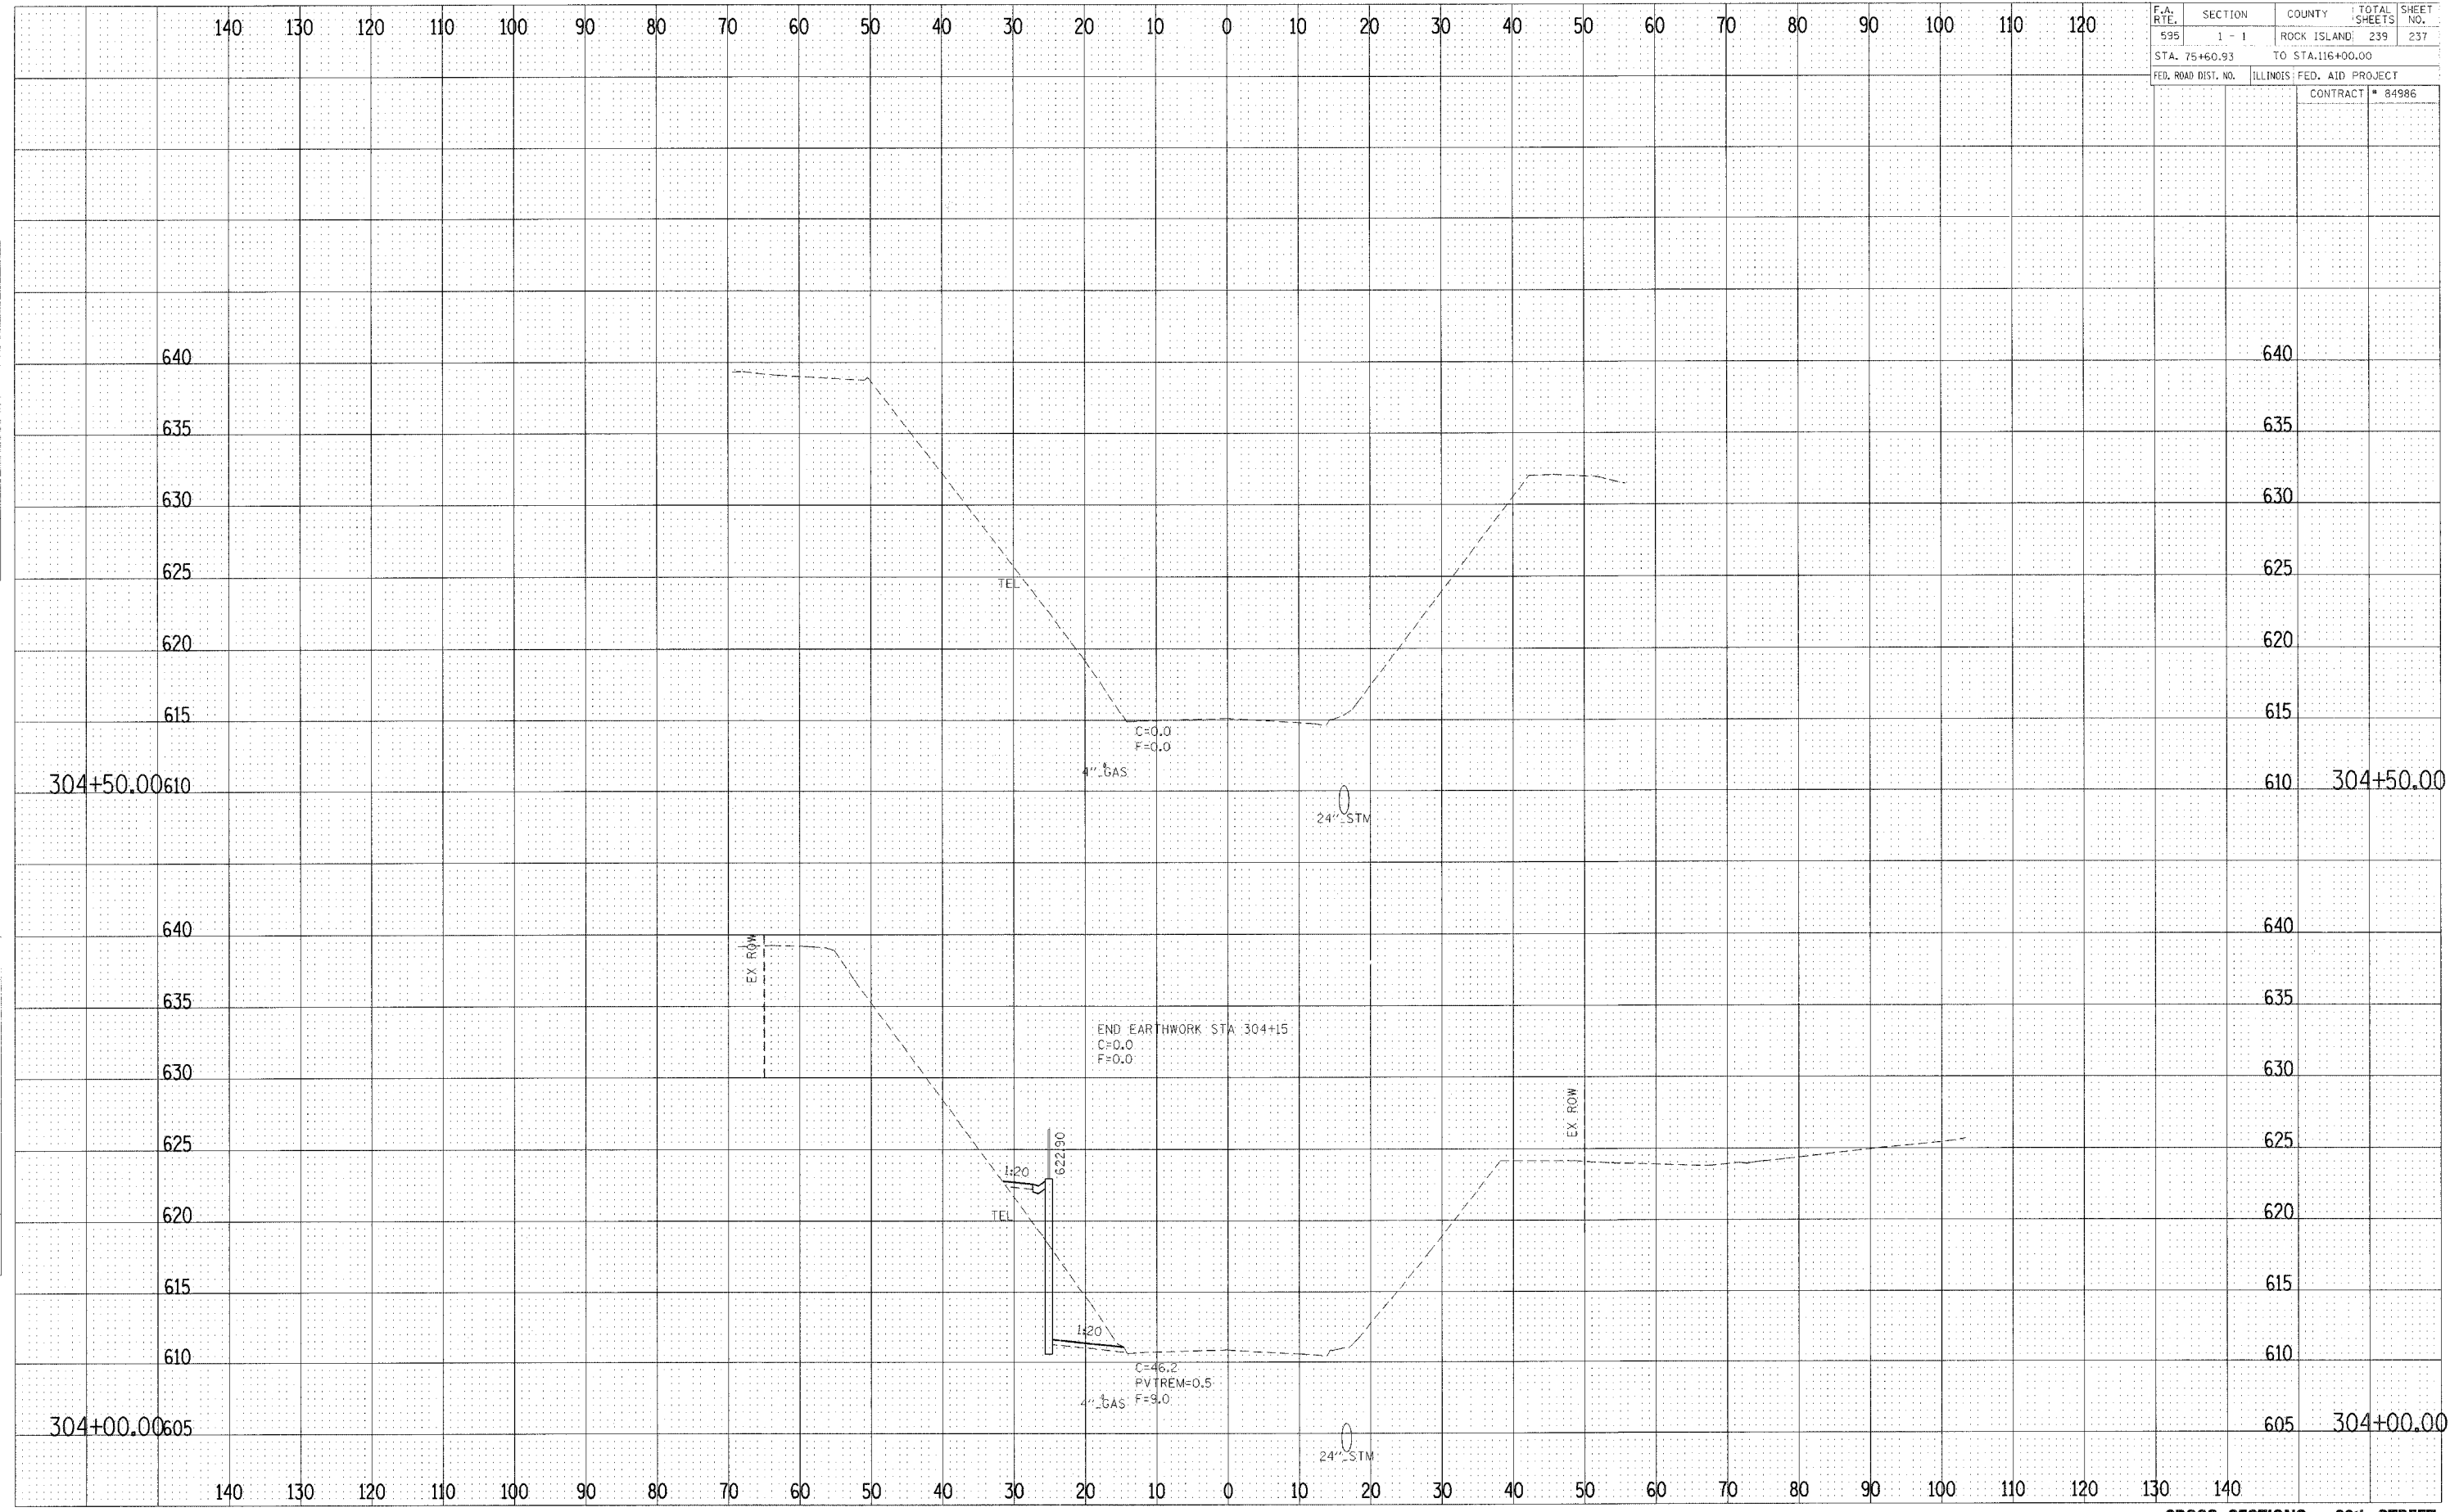 140 130 120 110 100 90 80 70 60 50 40 30 20 10 0 10 20 30 40 50 60 70 80 90 100 110 120
F.A. RTE. SECTION COUNTY TOTAL SHEETS SHEET NO.
595 1 - 1 ROCK ISLAND 239 237
STA. 75+60.93 TO STA.116+00.00
FED. ROAD DIST. NO. ILLINOIS FED. AID PROJECT
CONTRACT # 84986
640 640
635 635
630 630
625 625
TEL
620 620
615 615
C=0.0
F=0.0
4"_GAS
304+50.00 610 610 304+50.00
24"_STM
640 640
EX ROW
635 635
END EARTHWORK STA 304+15
C=0.0
F=0.0
630 630
EX ROW
625 625
622.90
1:20
620 620
TEL
615 615
1:20
610 610
C=46.2
PVTREM=0.5
4"_GAS F=9.0
304+00.00 605 605 304+00.00
24"_STM
140 130 120 110 100 90 80 70 60 50 40 30 20 10 0 10 20 30 40 50 60 70 80 90 100 110 120 130 140